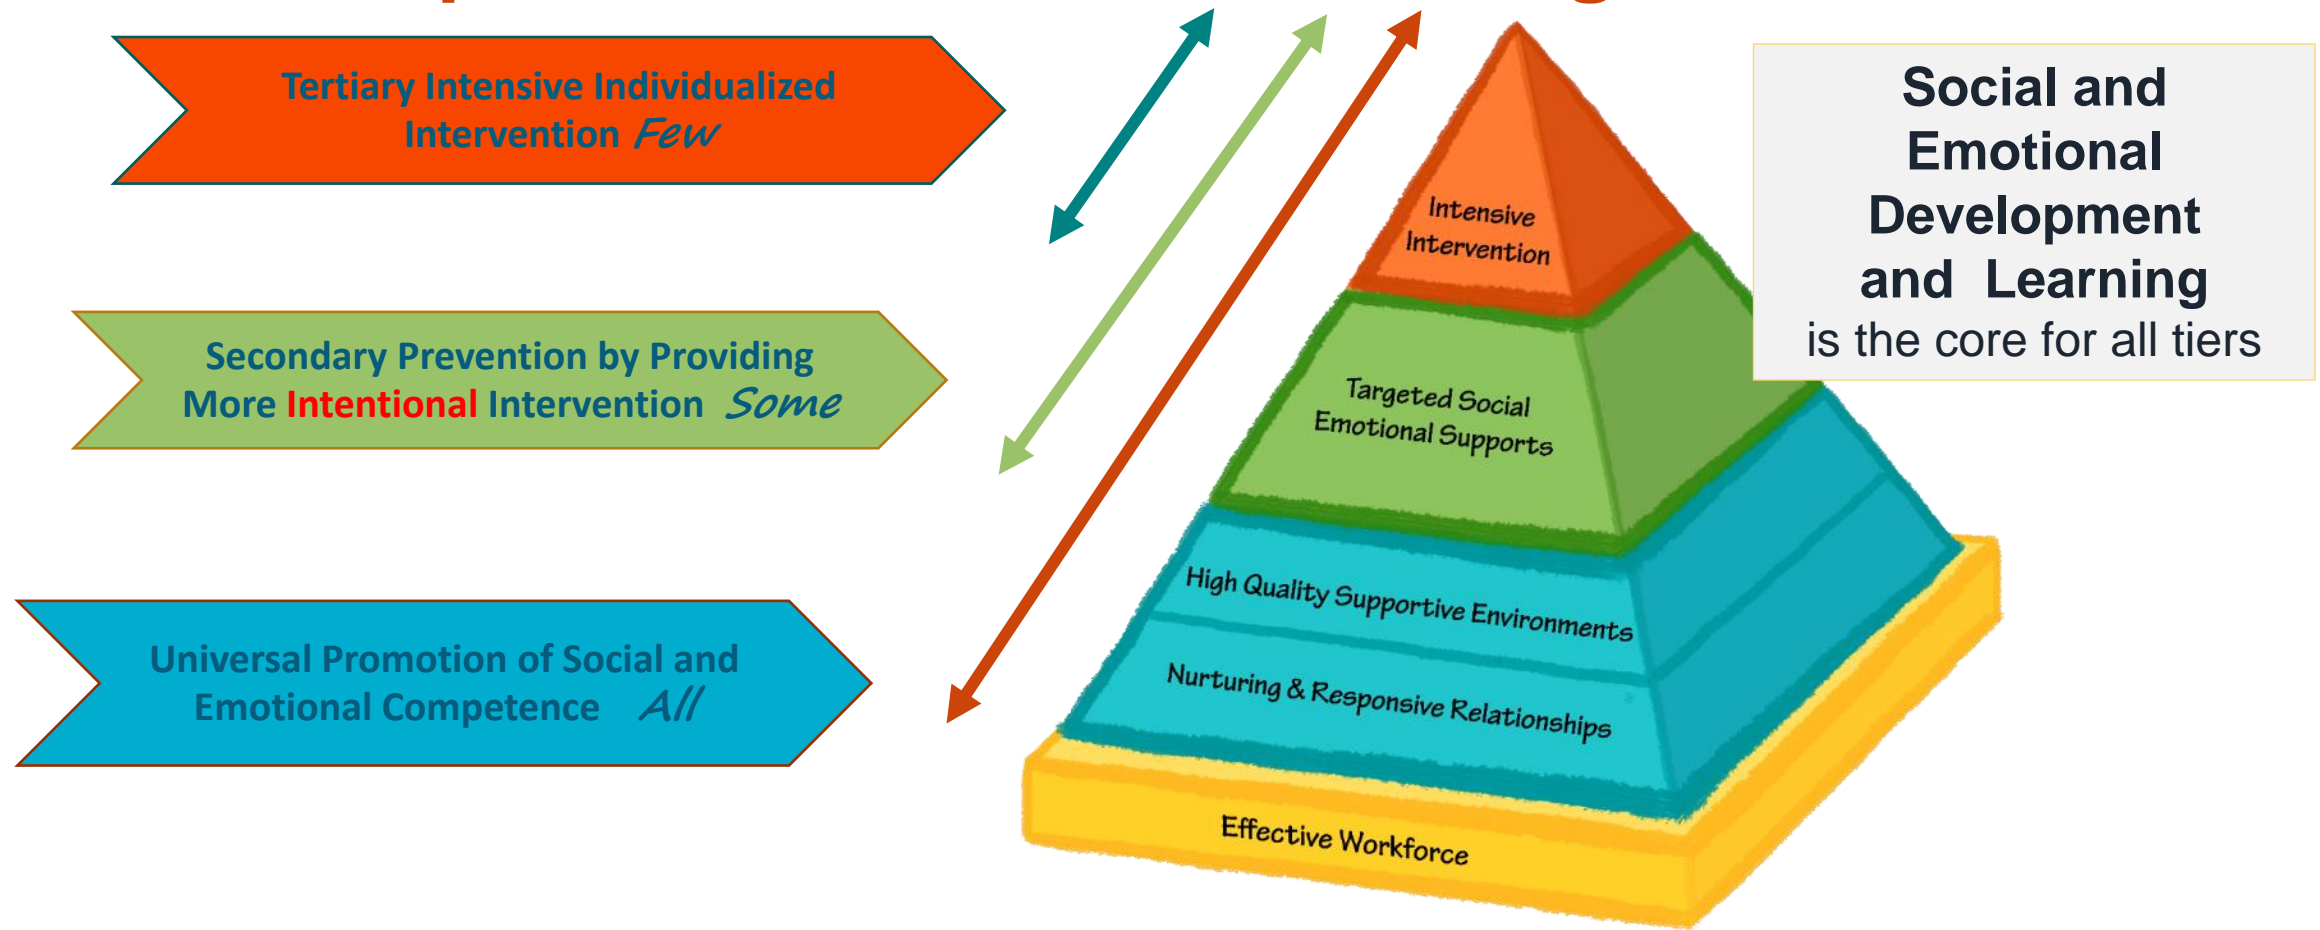 Tertiary Intensive Individualized
Intervention Few
Secondary Prevention by Providing
More Intentional Intervention Some
Universal Promotion of Social and
Emotional Competence All
Intensive
Intervention
Targeted Social
Emotional Supports
High Quality Supportive Environments
Nurturing & Responsive Relationships
Effective Workforce
Social and
Emotional
Development
and Learning
is the core for all tiers